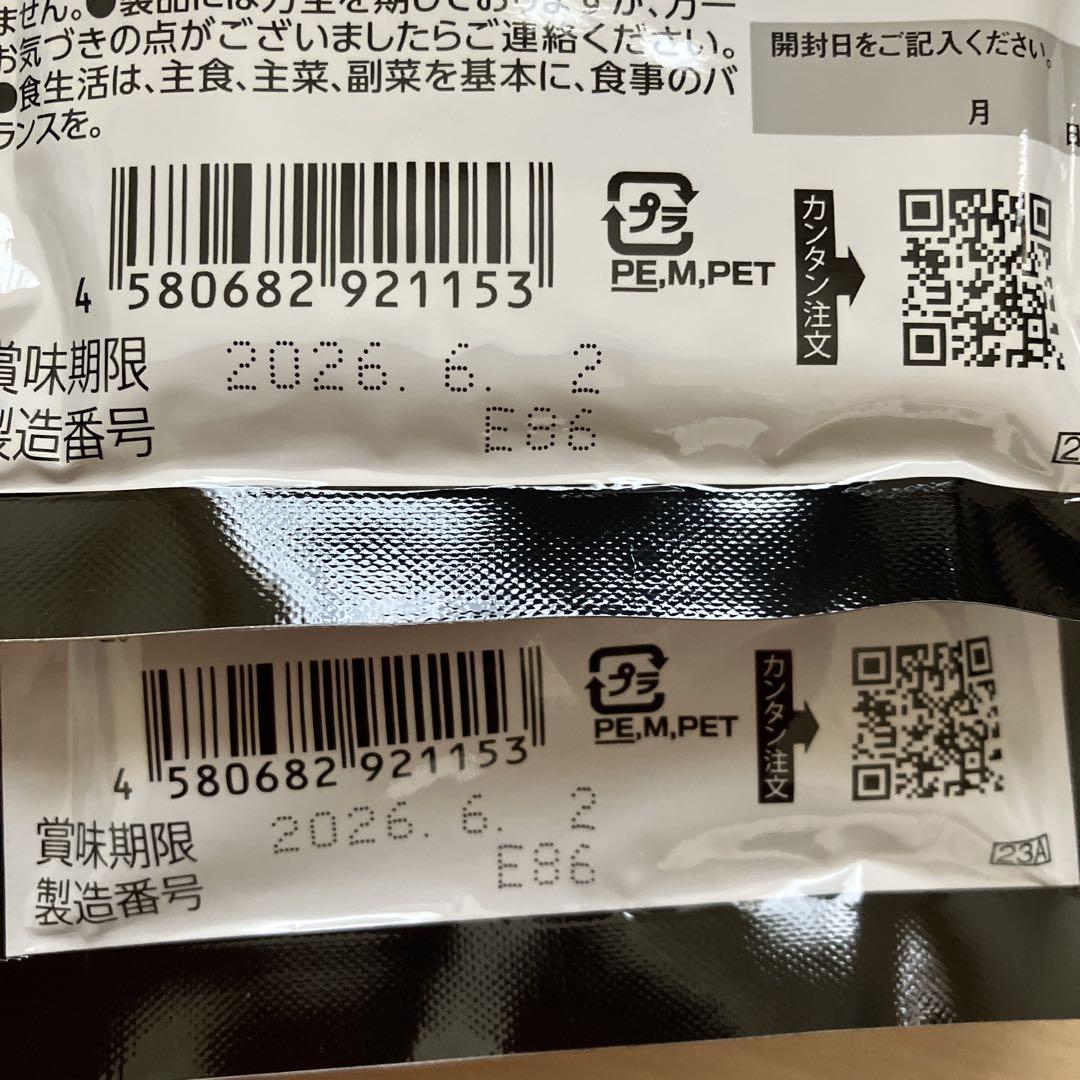 ません。●製品には万全を期しておりますが、万一
お気づきの点がございましたらご連絡ください。
●食生活は、主食、主菜、副菜を基本に、食事のバ
ランスを。
開封日をご記入ください。
月 日
4 580682 921153
プラ
PE,M,PET
カンタン注文
賞味期限 2026. 6. 2
製造番号 E86
4 580682 921153
プラ
PE,M,PET
カンタン注文
賞味期限 2026. 6. 2
製造番号 E86
23A